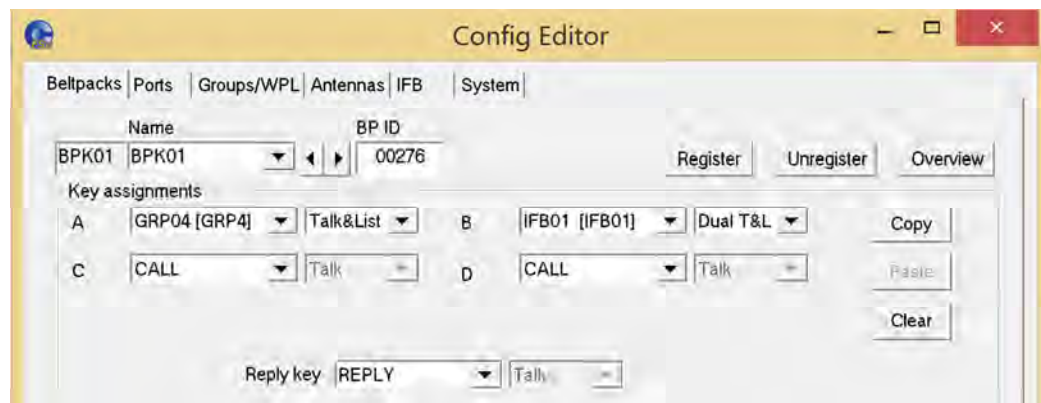 Config Editor
Beltpacks Ports Groups/WPL Antennas IFB System
Name BP ID
BPK01 BPK01 00276 Register Unregister Overview
Key assignments
A GRP04 [GRP4] Talk&List B IFB01 [IFB01] Dual T&L Copy
C CALL Talk D CALL Talk Paste
Clear
Reply key REPLY Talk